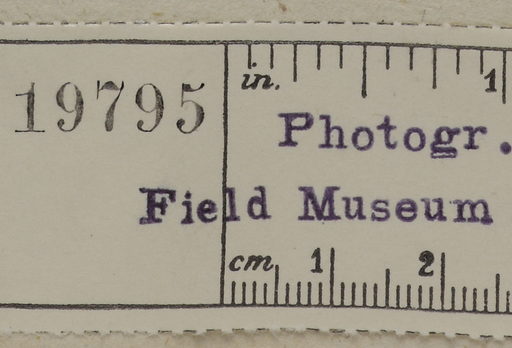 in. 1
19795
Photogr.
Field Museum
cm 1 2